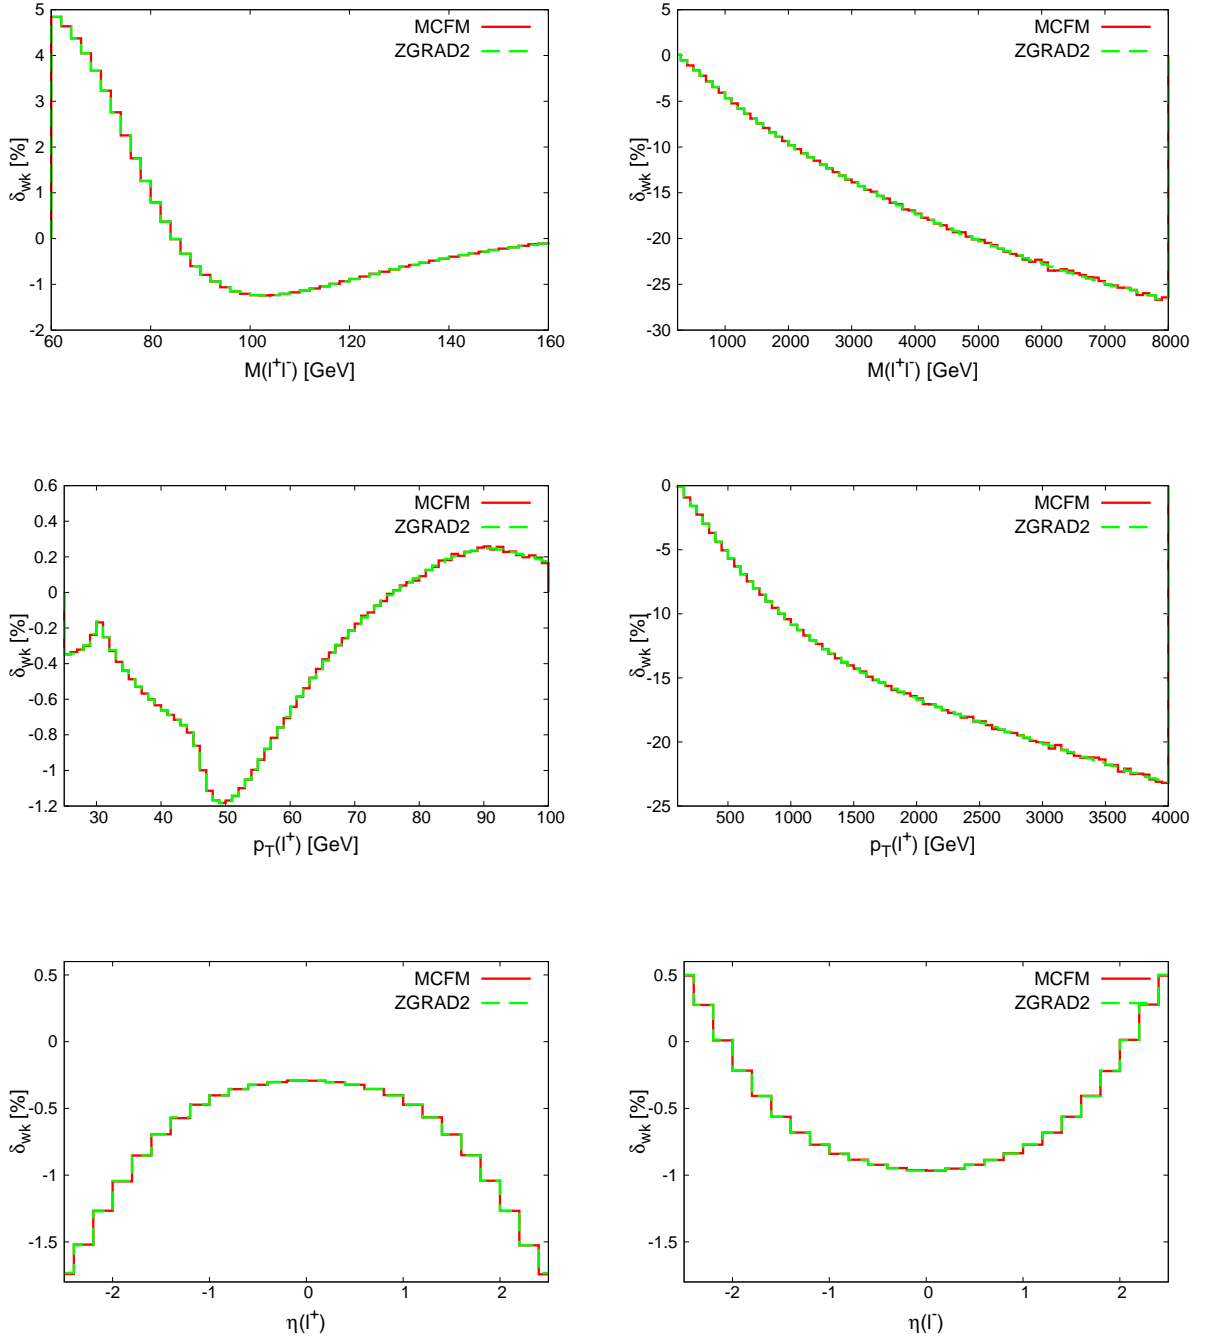 5
4
3
2
1
0
-1
-2
δwk [%]
MCFM
ZGRAD2
60 80 100 120 140 160
M(l+l-) [GeV]
5
0
-5
-10
-15
-20
-25
-30
δwk [%]
MCFM
ZGRAD2
1000 2000 3000 4000 5000 6000 7000 8000
M(l+l-) [GeV]
0.6
0.4
0.2
0
-0.2
-0.4
-0.6
-0.8
-1
-1.2
δwk [%]
MCFM
ZGRAD2
30 40 50 60 70 80 90 100
pT(l+) [GeV]
0
-5
-10
-15
-20
-25
δwk [%]
MCFM
ZGRAD2
500 1000 1500 2000 2500 3000 3500 4000
pT(l+) [GeV]
0.5
0
-0.5
-1
-1.5
δwk [%]
MCFM
ZGRAD2
-2 -1 0 1 2
η(l+)
0.5
0
-0.5
-1
-1.5
δwk [%]
MCFM
ZGRAD2
-2 -1 0 1 2
η(l-)